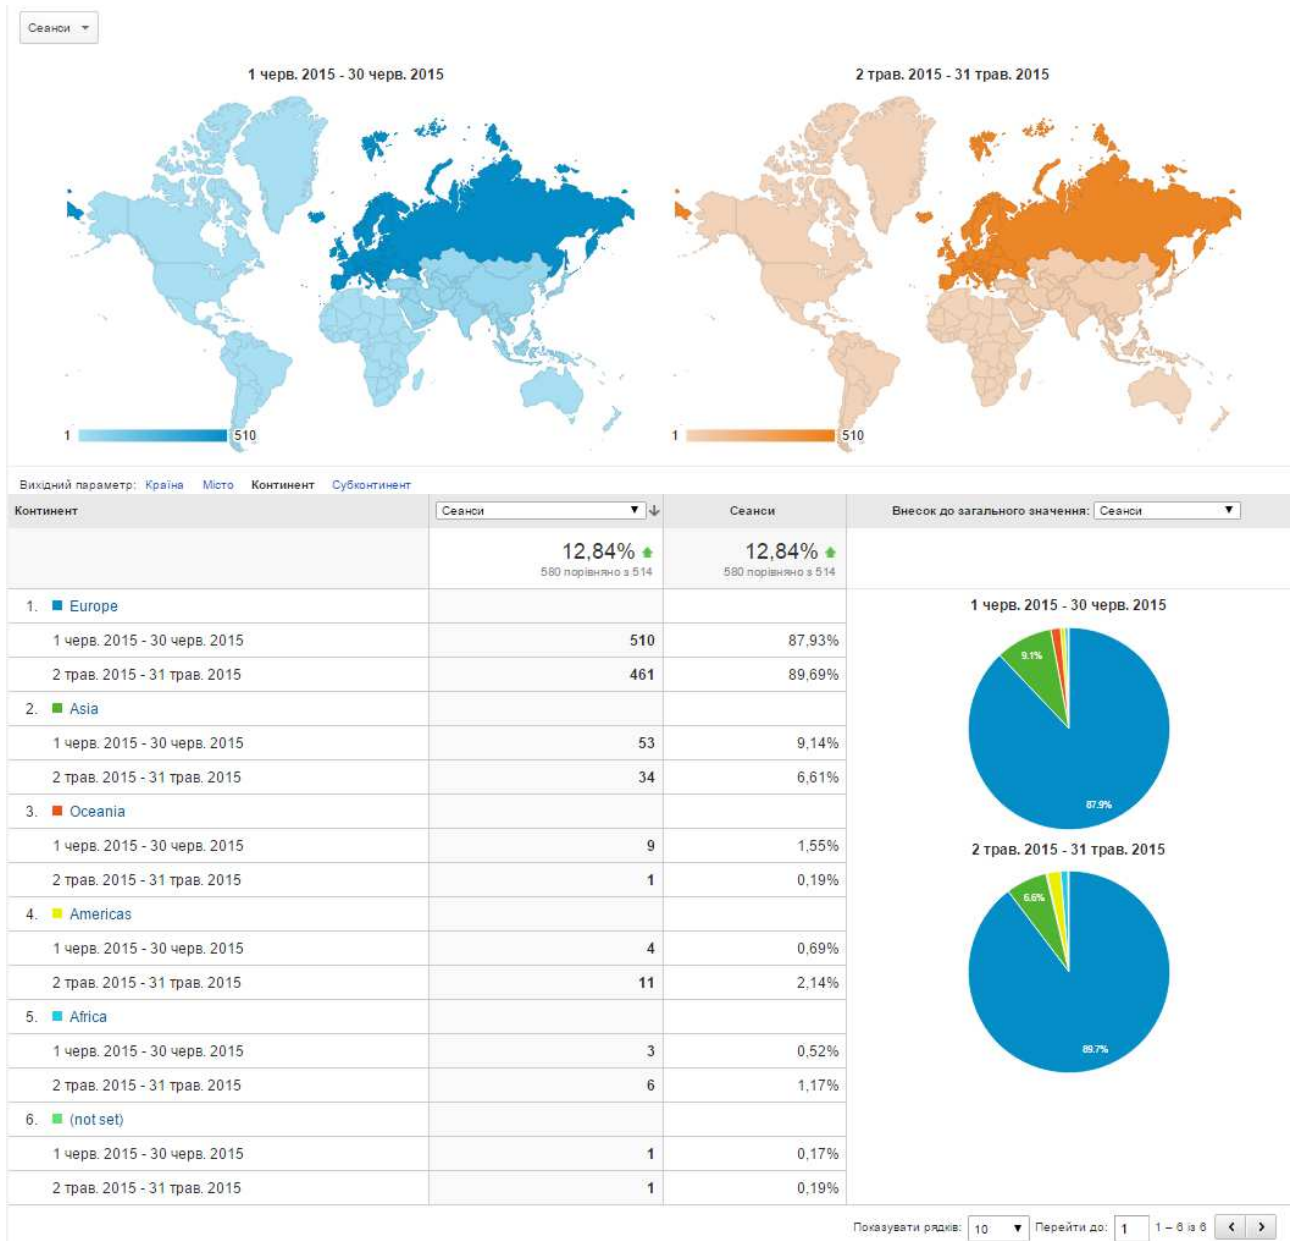 Сеанси
1 черв. 2015 - 30 черв. 2015
2 трав. 2015 - 31 трав. 2015
1 510
1 510
Вихідний параметр: Країна Місто Континент Субконтинент
Континент Сеанси Сеанси Внесок до загального значення: Сеанси
12,84% 12,84%
580 порівняно з 514 580 порівняно з 514
1. Europe
1 черв. 2015 - 30 черв. 2015 510 87,93%
2 трав. 2015 - 31 трав. 2015 461 89,69%
2. Asia
1 черв. 2015 - 30 черв. 2015 53 9,14%
2 трав. 2015 - 31 трав. 2015 34 6,61%
3. Oceania
1 черв. 2015 - 30 черв. 2015 9 1,55%
2 трав. 2015 - 31 трав. 2015 1 0,19%
4. Americas
1 черв. 2015 - 30 черв. 2015 4 0,69%
2 трав. 2015 - 31 трав. 2015 11 2,14%
5. Africa
1 черв. 2015 - 30 черв. 2015 3 0,52%
2 трав. 2015 - 31 трав. 2015 6 1,17%
6. (not set)
1 черв. 2015 - 30 черв. 2015 1 0,17%
2 трав. 2015 - 31 трав. 2015 1 0,19%
1 черв. 2015 - 30 черв. 2015
9.1%
87.9%
2 трав. 2015 - 31 трав. 2015
6.6%
89.7%
Показувати рядків: 10 Перейти до: 1 1 – 6 із 6